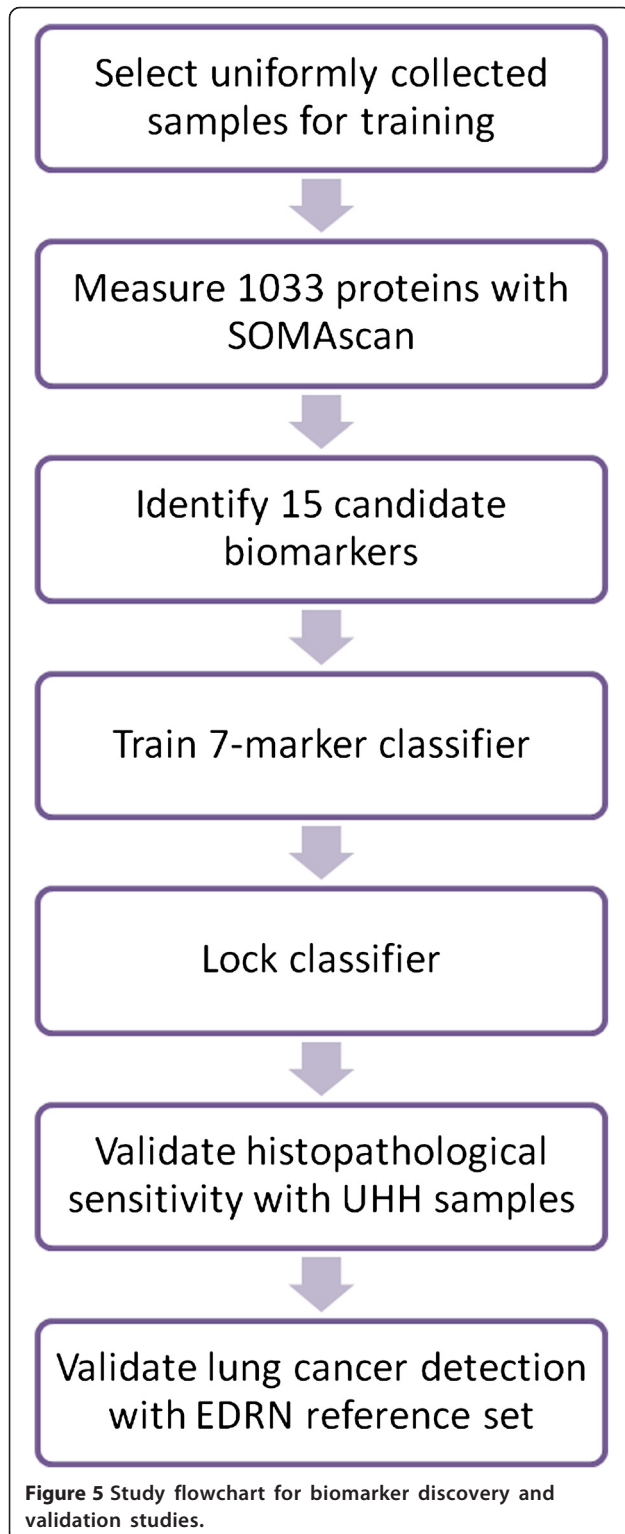 Select uniformly collected
samples for training
Measure 1033 proteins with
SOMAscan
Identify 15 candidate
biomarkers
Train 7-marker classifier
Lock classifier
Validate histopathological
sensitivity with UHH samples
Validate lung cancer detection
with EDRN reference set
Figure 5 Study flowchart for biomarker discovery and
validation studies.